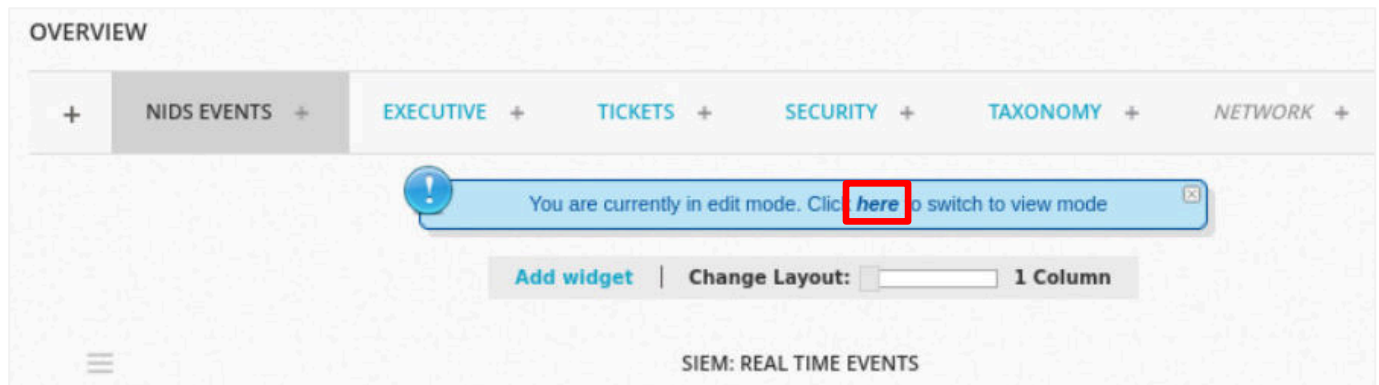 OVERVIEW
+ NIDS EVENTS + EXECUTIVE + TICKETS + SECURITY + TAXONOMY + NETWORK +
! You are currently in edit mode. Click here to switch to view mode
Add widget | Change Layout: 1 Column
SIEM: REAL TIME EVENTS